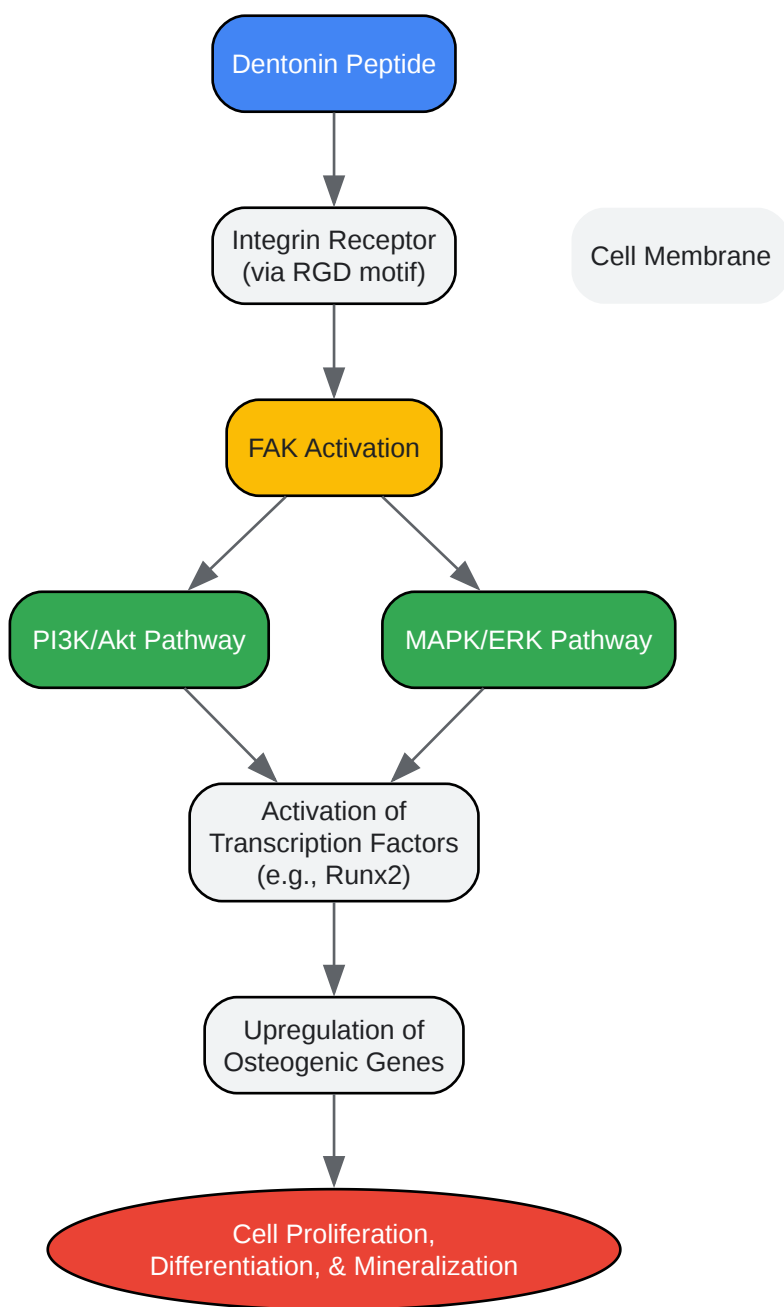 Dentonin Peptide
Integrin Receptor
(via RGD motif)
Cell Membrane
FAK Activation
PI3K/Akt Pathway
MAPK/ERK Pathway
Activation of
Transcription Factors
(e.g., Runx2)
Upregulation of
Osteogenic Genes
Cell Proliferation,
Differentiation, & Mineralization